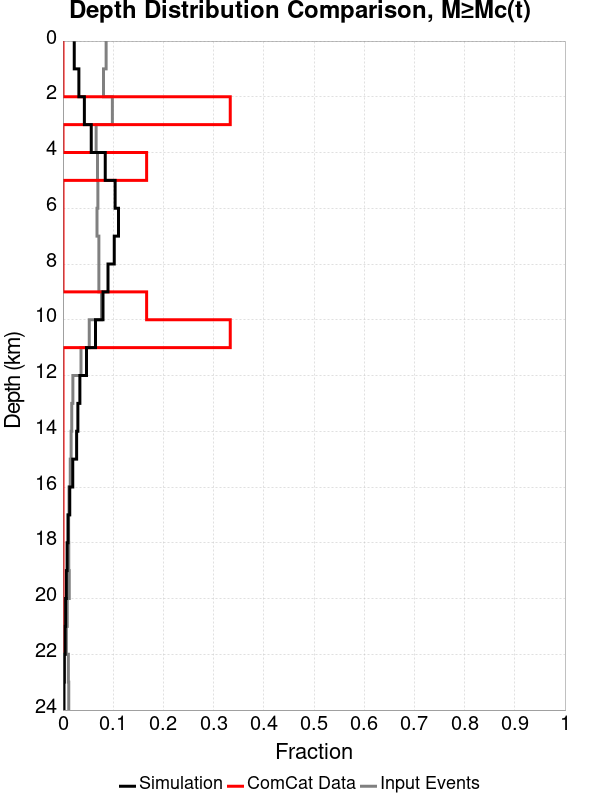 Depth Distribution Comparison, M≥Mc(t)
0
2
4
6
8
10
12
14
16
18
20
22
24
Depth (km)
0 0.1 0.2 0.3 0.4 0.5 0.6 0.7 0.8 0.9 1
Fraction
Simulation ComCat Data Input Events